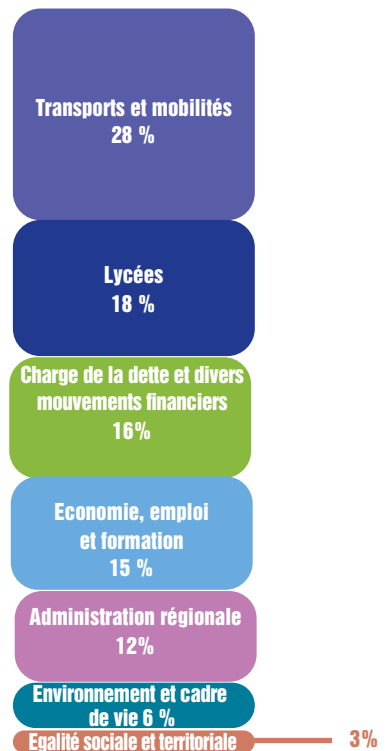 Transports et mobilités
28 %
Lycées
18 %
Charge de la dette et divers
mouvements financiers
16%
Economie, emploi
et formation
15 %
Administration régionale
12%
Environnement et cadre
de vie 6 %
Egalité sociale et territoriale
3%